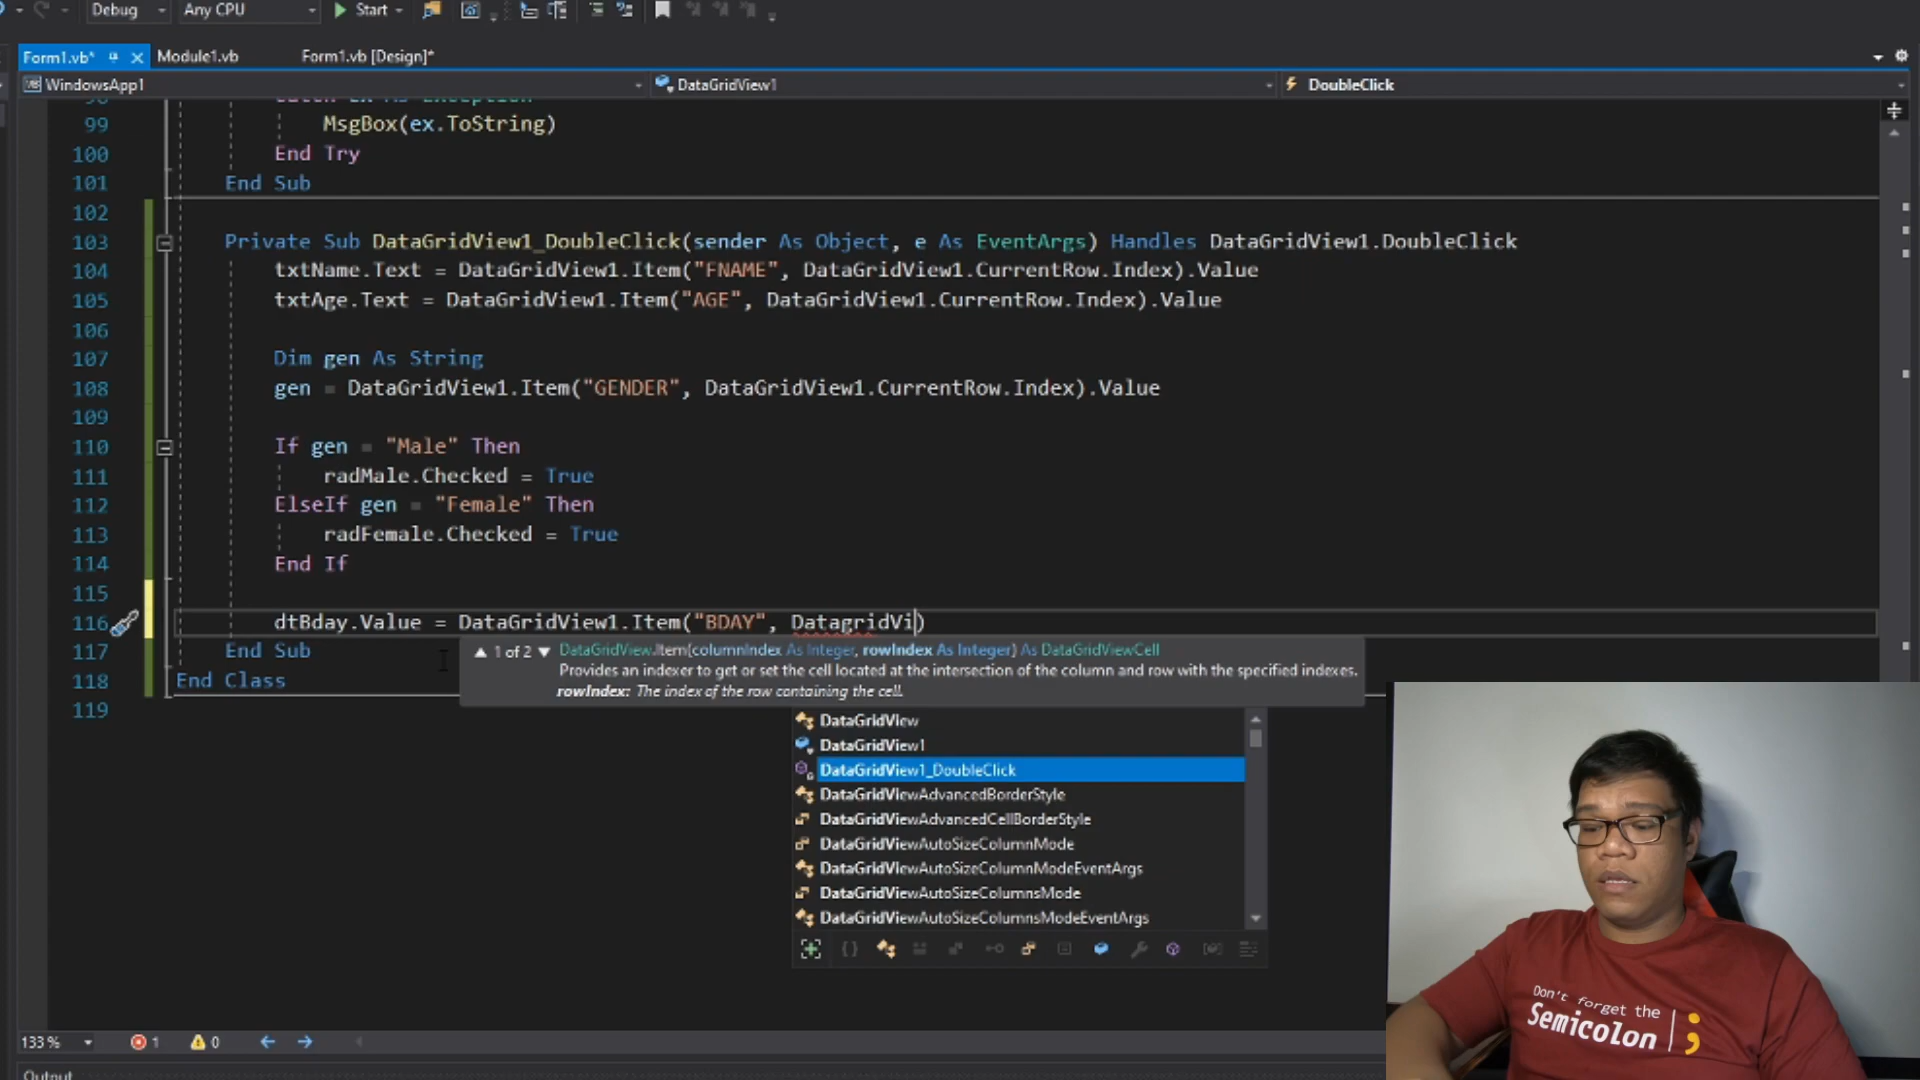 Debug
Any CPU
Start
Form1.vb*
Module1.vb
Form1.vb [Design]*
WindowsApp1
DataGridView1
DoubleClick
99 MsgBox(ex.ToString)
100 End Try
101 End Sub
102
103 Private Sub DataGridView1_DoubleClick(sender As Object, e As EventArgs) Handles DataGridView1.DoubleClick
104 txtName.Text = DataGridView1.Item("FNAME", DataGridView1.CurrentRow.Index).Value
105 txtAge.Text = DataGridView1.Item("AGE", DataGridView1.CurrentRow.Index).Value
106
107 Dim gen As String
108 gen = DataGridView1.Item("GENDER", DataGridView1.CurrentRow.Index).Value
109
110 If gen = "Male" Then
111 radMale.Checked = True
112 ElseIf gen = "Female" Then
113 radFemale.Checked = True
114 End If
115
116 dtBday.Value = DataGridView1.Item("BDAY", DatagridVi)
117 End Sub
118 End Class
119
1 of 2 DataGridView.Item(columnIndex As Integer, rowIndex As Integer) As DataGridViewCell
Provides an indexer to get or set the cell located at the intersection of the column and row with the specified indexes.
rowIndex: The index of the row containing the cell.
DataGridView
DataGridView1
DataGridView1_DoubleClick
DataGridViewAdvancedBorderStyle
DataGridViewAdvancedCellBorderStyle
DataGridViewAutoSizeColumnMode
DataGridViewAutoSizeColumnModeEventArgs
DataGridViewAutoSizeColumnsMode
DataGridViewAutoSizeColumnsModeEventArgs
Don't forget the
Semicolon ;
133 %
1
0
Output